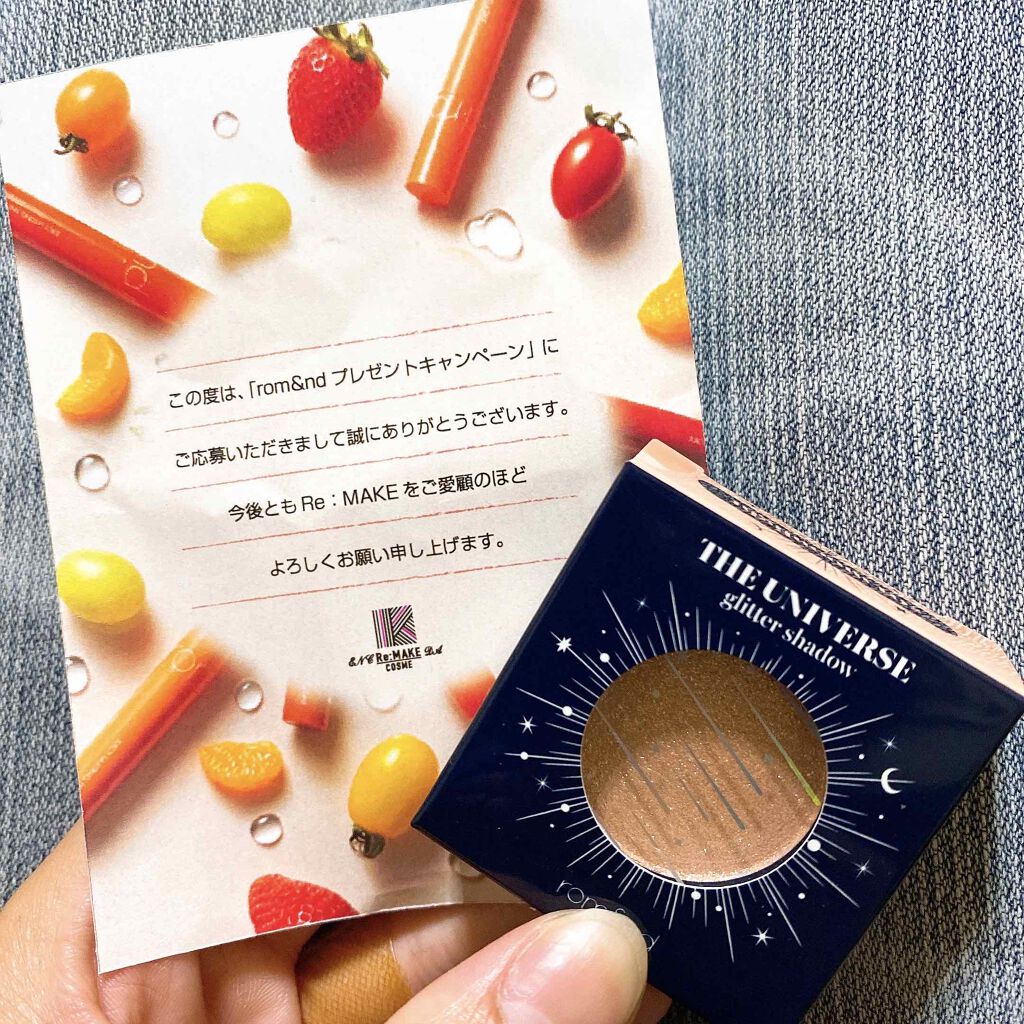 この度は、「rom&nd プレゼントキャンペーン」に
ご応募いただきまして誠にありがとうございます。
今後とも Re：MAKE をご愛顧のほど
よろしくお願い申し上げます。
K
Re:MAKE
COSME
THE UNIVERSE
glitter shadow